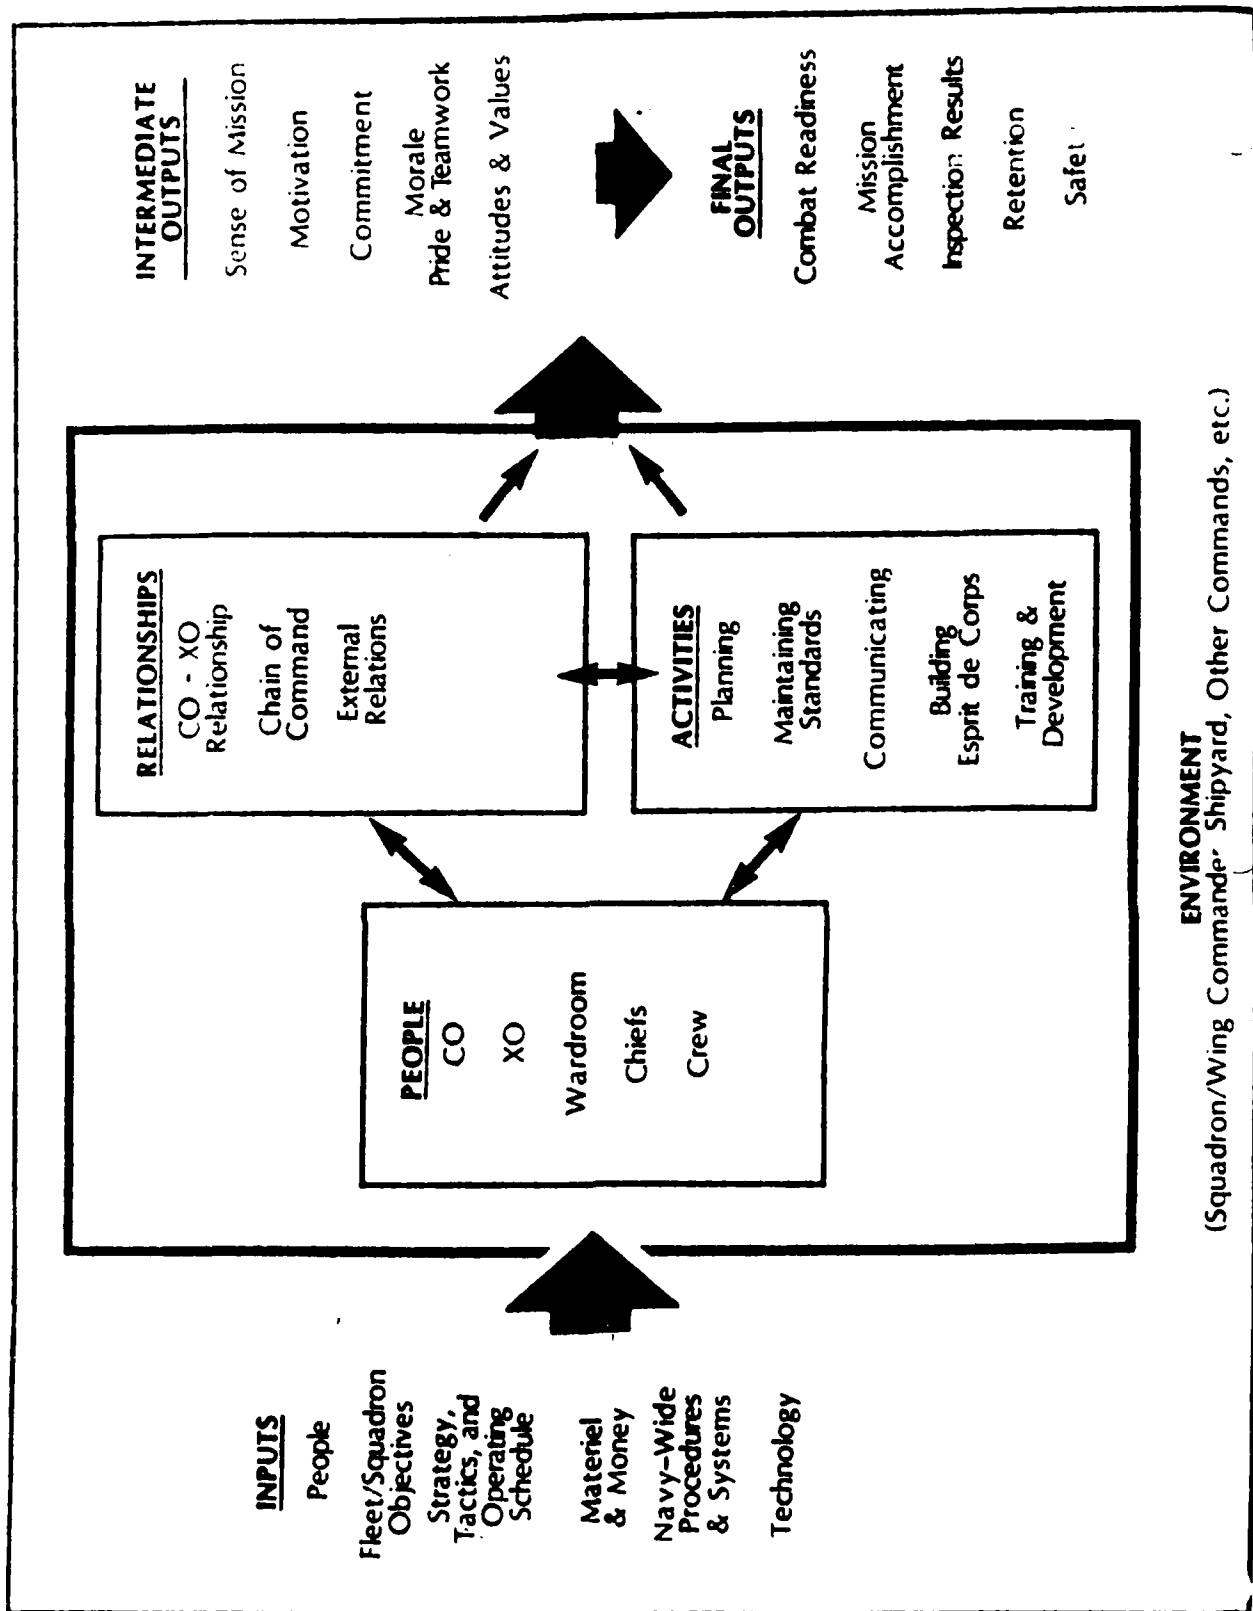 INPUTS
People
Fleet/Squadron
Objectives
Strategy,
Tactics, and
Operating
Schedule
Materiel
& Money
Navy-Wide
Procedures
& Systems
Technology
PEOPLE
CO
XO
Wardroom
Chiefs
Crew
RELATIONSHIPS
CO - XO
Relationship
Chain of
Command
External
Relations
ACTIVITIES
Planning
Maintaining
Standards
Communicating
Building
Esprit de Corps
Training &
Development
INTERMEDIATE
OUTPUTS
Sense of Mission
Motivation
Commitment
Morale
Pride & Teamwork
Attitudes & Values
FINAL
OUTPUTS
Combat Readiness
Mission
Accomplishment
Inspection Results
Retention
Safet
ENVIRONMENT
(Squadron/Wing Commander Shipyard, Other Commands, etc.)